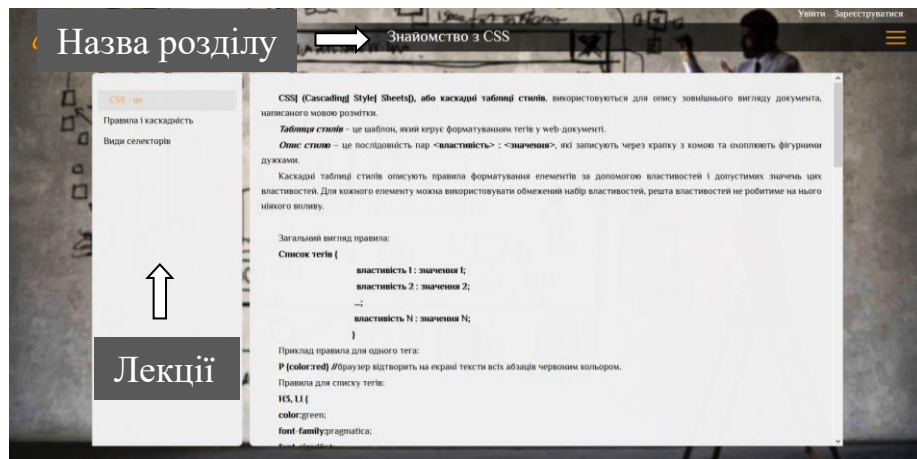 Увійти Зареєструватися
Назва розділу
Знайомство з CSS
CSS - це
Правила і каскадність
Види селекторів
Лекції
CSS| (Cascading| Style| Sheets|), або каскадні таблиці стилів, використовуються для опису зовнішнього вигляду документа,
написаного мовою розмітки.
Таблиця стилів – це шаблон, який керує форматуванням тегів у web-документі.
Опис стилю – це послідовність пар <властивість> : <значення>, які записують через крапку з комою та охоплюють фігурними
дужками.
Каскадні таблиці стилів описують правила форматування елементів за допомогою властивостей і допустимих значень цих
властивостей. Для кожного елементу можна використовувати обмежений набір властивостей, решта властивостей не робитиме на нього
ніякого впливу.
Загальний вигляд правила:
Список тегів {
властивість 1 : значення 1;
властивість 2 : значення 2;
...;
властивість N : значення N;
}
Приклад правила для одного тега:
P {color:red} //браузер відтворить на екрані тексти всіх абзаців червоним кольором.
Правила для списку тегів:
H3, LI {
color:green;
font-family:pragmatica;